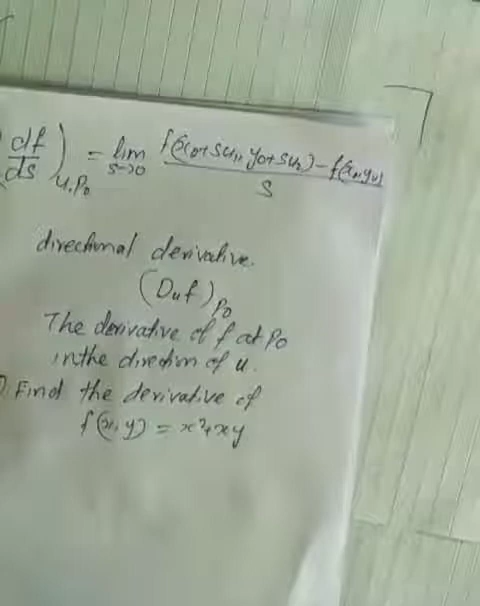 (df/ds)u,P0 = lim s→0 f(x0+su1, y0+su2) − f(x0, y0) / s
directional derivative.
(Duf)P0
The derivative of f at P0
in the direction of u.
) Find the derivative of
f(x, y) = x²+xy